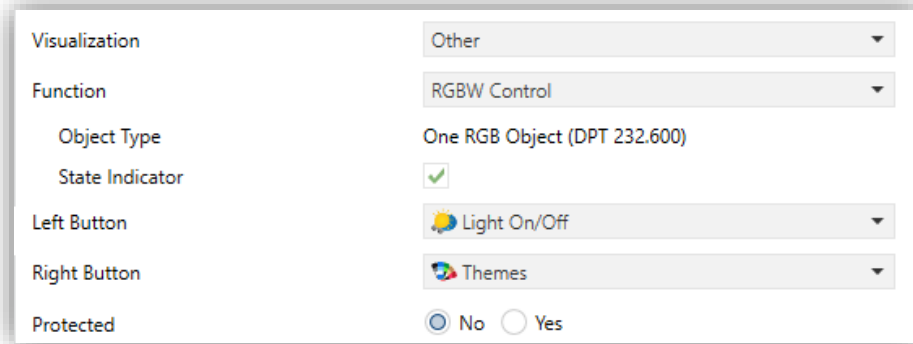 Visualization Other
Function RGBW Control
Object Type One RGB Object (DPT 232.600)
State Indicator
Left Button Light On/Off
Right Button Themes
Protected No Yes